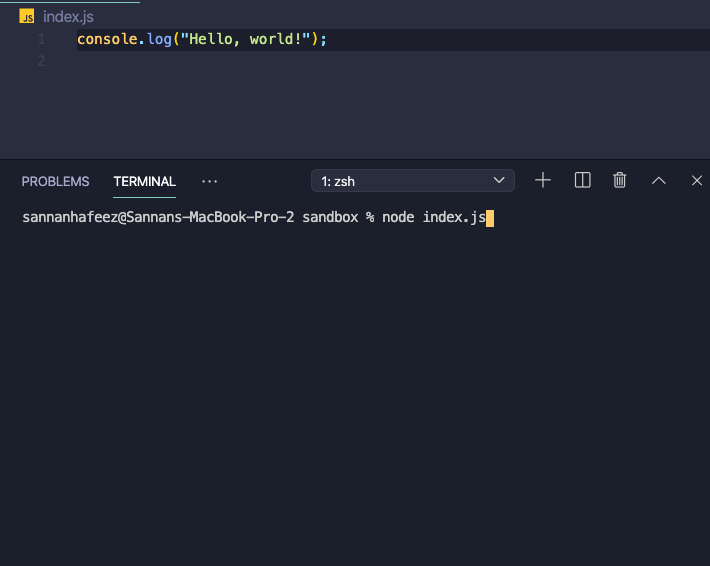 JS index.js
1 console.log("Hello, world!");
2
PROBLEMS TERMINAL ... 1: zsh
sannanhafeez@Sannans-MacBook-Pro-2 sandbox % node index.js